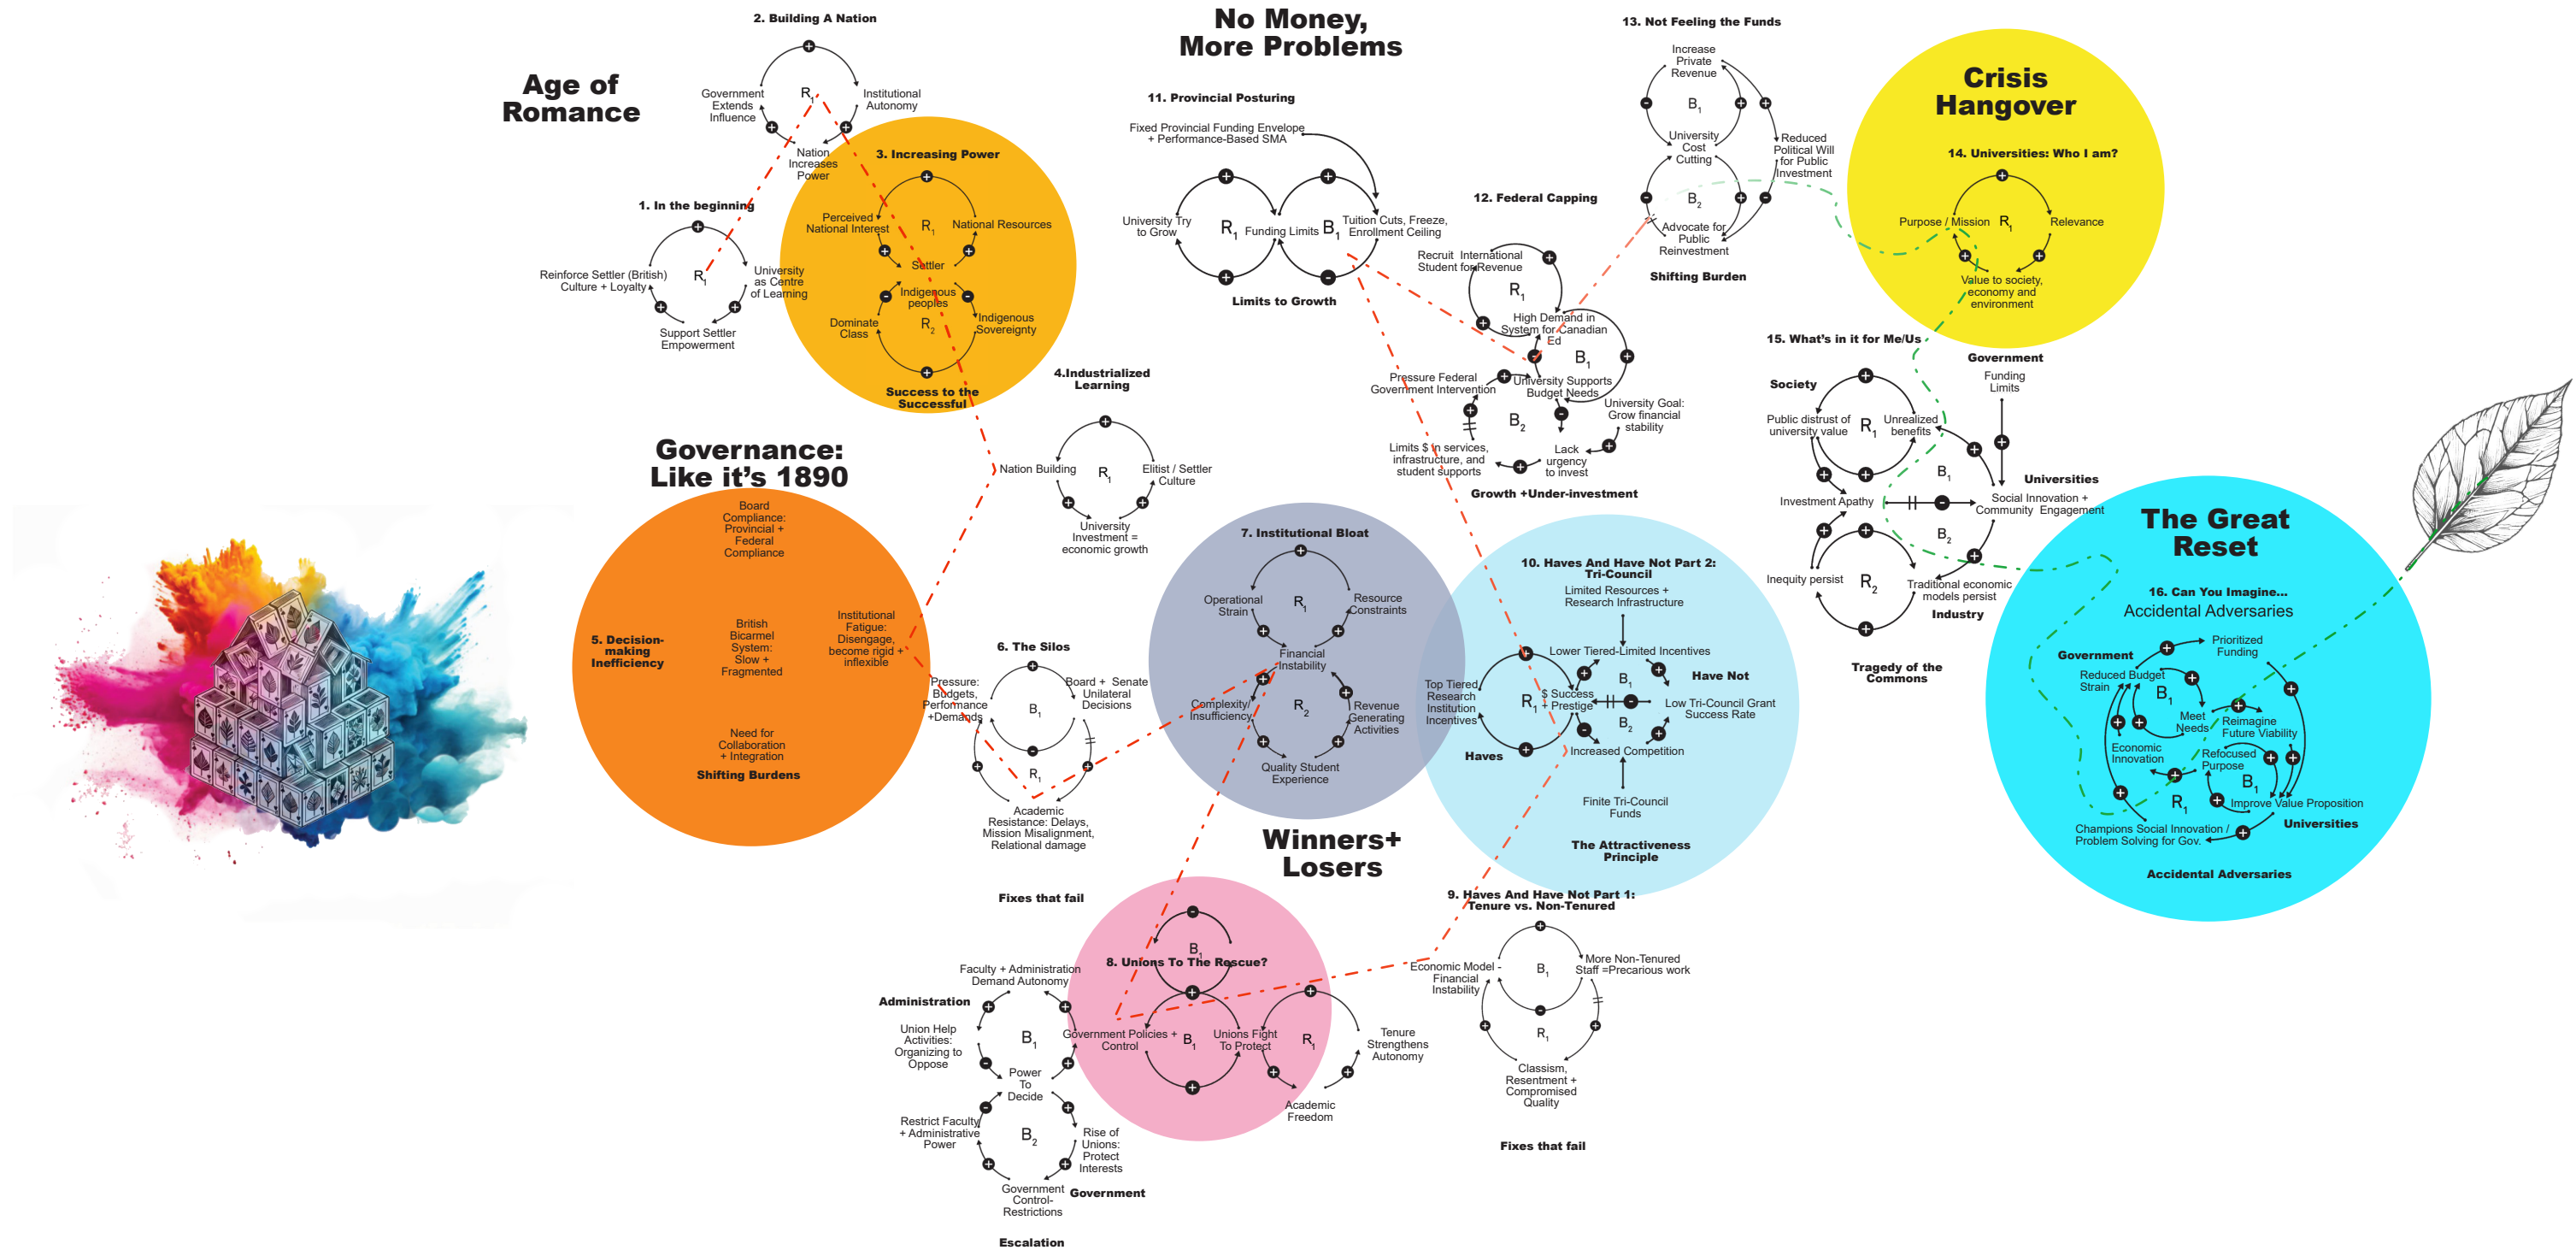 Age of
Romance
2. Building A Nation
Government
Extends
Influence
R1
Institutional
Autonomy
Nation
Increases
Power
1. In the beginning
Reinforce Settler (British)
Culture + Loyalty
R1
University
as Centre
of Learning
Support Settler
Empowerment
3. Increasing Power
Perceived
National Interest
R1
National Resources
Settler
Indigenous
peoples
Dominate
Class
R2
Indigenous
Sovereignty
Success to the
Successful
4.Industrialized
Learning
Nation Building
R1
Elitist / Settler
Culture
University
Investment =
economic growth
Governance:
Like it's 1890
Board
Compliance:
Provincial +
Federal
Compliance
5. Decision-
making
Inefficiency
British
Bicarmel
System:
Slow +
Fragmented
Institutional
Fatigue:
Disengage,
become rigid +
inflexible
Need for
Collaboration
+ Integration
Shifting Burdens
6. The Silos
Pressure:
Budgets,
Performance
+Demands
B1
Board + Senate
Unilateral
Decisions
R1
Academic
Resistance: Delays,
Mission Misalignment,
Relational damage
Fixes that fail
7. Institutional Bloat
Operational
Strain
R1
Resource
Constraints
Financial
Instability
Complexity/
Insufficiency
R2
Revenue
Generating
Activities
Quality Student
Experience
Winners+
Losers
8. Unions To The Rescue?
B1
Faculty + Administration
Demand Autonomy
Administration
Union Help
Activities:
Organizing to
Oppose
B1
Power
To
Decide
Restrict Faculty
+ Administrative
Power
B2
Rise of
Unions:
Protect
Interests
Government
Control-
Restrictions
Government
Escalation
Government Policies +
Control
B1
Unions Fight
To Protect
R1
Tenure
Strengthens
Autonomy
Academic
Freedom
9. Haves And Have Not Part 1:
Tenure vs. Non-Tenured
Economic Model -
Financial
Instability
B1
More Non-Tenured
Staff =Precarious work
R1
Classism,
Resentment +
Compromised
Quality
Fixes that fail
10. Haves And Have Not Part 2:
Tri-Council
Limited Resources +
Research Infrastructure
Lower Tiered-Limited Incentives
Top Tiered
Research
Institution
Incentives
R1
$ Success
+ Prestige
B1
Have Not
B2
Low Tri-Council Grant
Success Rate
Haves
Increased Competition
Finite Tri-Council
Funds
The Attractiveness
Principle
No Money,
More Problems
11. Provincial Posturing
Fixed Provincial Funding Envelope
+ Performance-Based SMA
University Try
to Grow
R1
Funding Limits
B1
Tuition Cuts, Freeze,
Enrollment Ceiling
Limits to Growth
12. Federal Capping
Recruit International
Student for Revenue
R1
High Demand in
System for Canadian
Ed
B1
Pressure Federal
Government Intervention
University Supports
Budget Needs
B2
University Goal:
Grow financial
stability
Limits $ in services,
infrastructure, and
student supports
Lack
urgency
to invest
Growth +Under-investment
13. Not Feeling the Funds
Increase
Private
Revenue
B1
University
Cost
Cutting
Reduced
Political Will
for Public
Investment
B2
Advocate for
Public
Reinvestment
Shifting Burden
Crisis
Hangover
14. Universities: Who I am?
Purpose / Mission
R1
Relevance
Value to society,
economy and
environment
15. What's in it for Me/Us
Government
Funding
Limits
Society
Public distrust of
university value
R1
Unrealized
benefits
B1
Universities
Investment Apathy
Social Innovation +
Community Engagement
B2
Inequity persist
R2
Traditional economic
models persist
Industry
Tragedy of the
Commons
The Great
Reset
16. Can You Imagine...
Accidental Adversaries
Prioritized
Funding
Government
Reduced Budget
Strain
B1
Meet
Needs
Reimagine
Future Viability
Economic
Innovation
Refocused
Purpose
B1
R1
Improve Value Proposition
Universities
Champions Social Innovation /
Problem Solving for Gov.
Accidental Adversaries